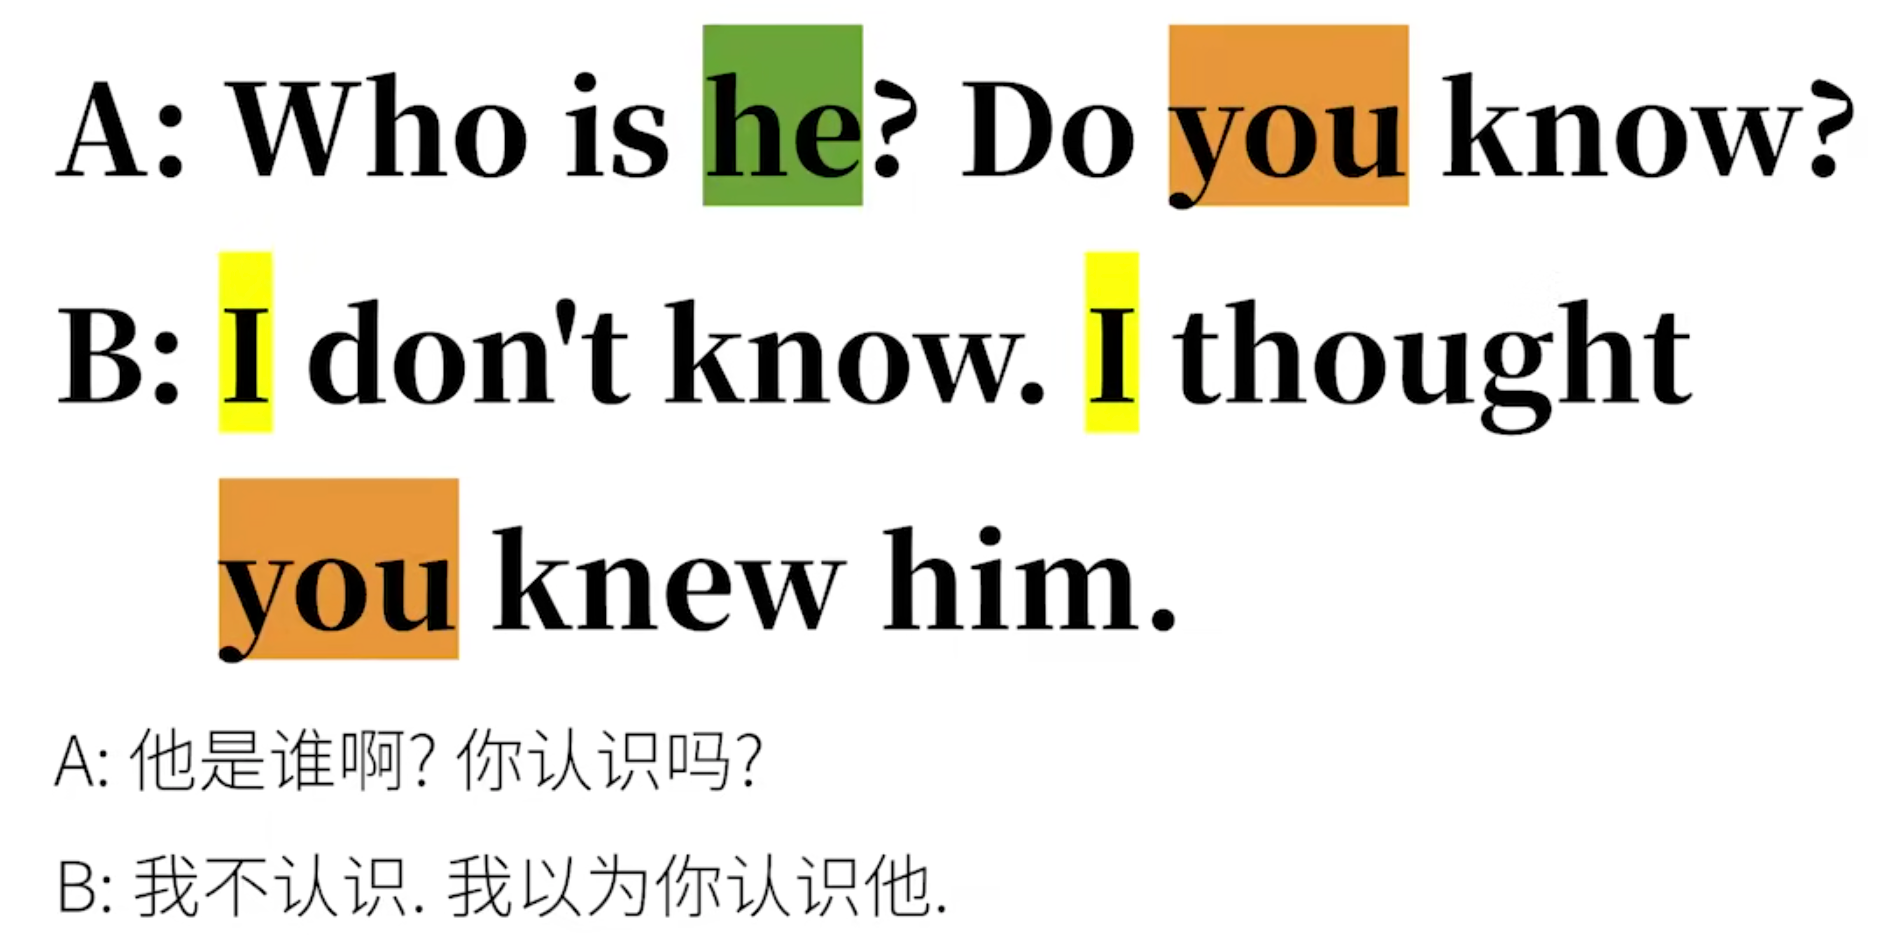 A: Who is he? Do you know?
B: I don't know. I thought
you knew him.
A: 他是谁啊? 你认识吗?
B: 我不认识. 我以为你认识他.